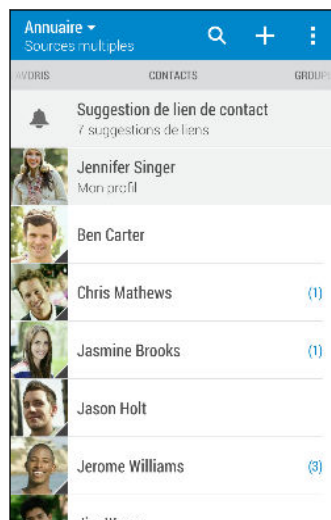 Annuaire
Sources multiples
CONTACTS
Suggestion de lien de contact
7 suggestions de liens
Jennifer Singer
Mon profil
Ben Carter
Chris Mathews (1)
Jasmine Brooks (1)
Jason Holt
Jerome Williams (3)